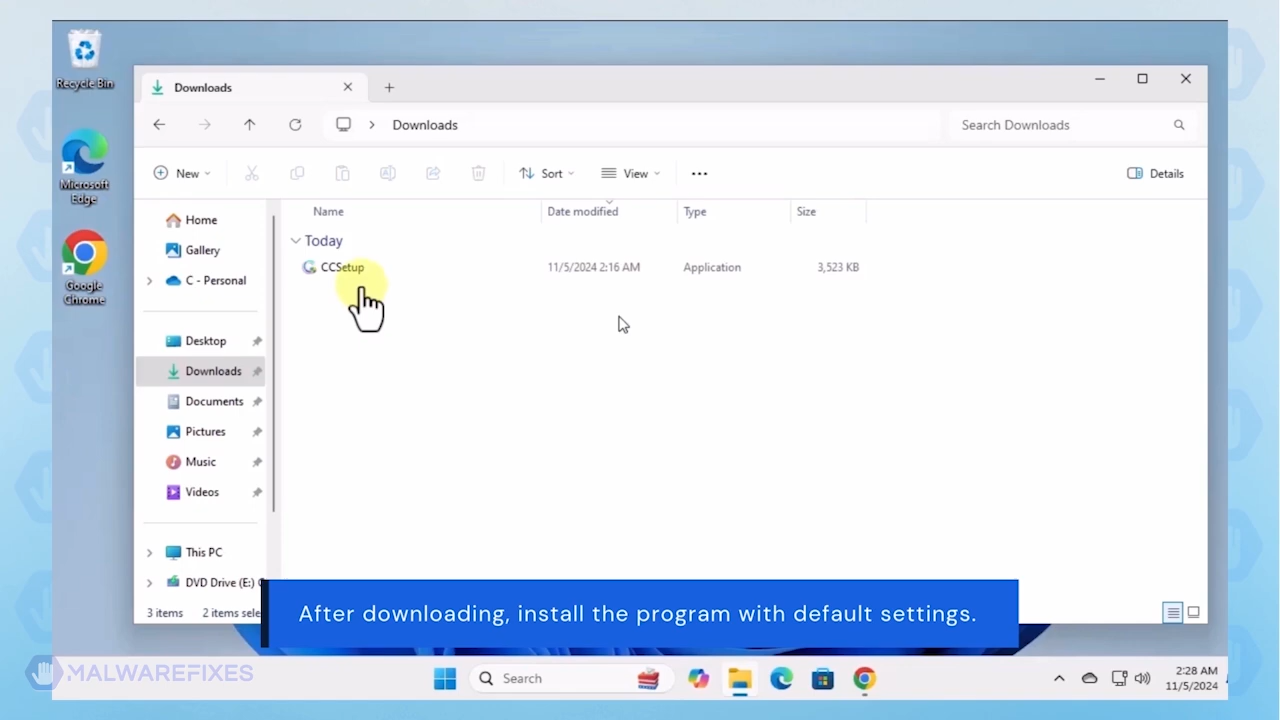 Recycle Bin
Microsoft
Edge
Google
Chrome
Downloads
Downloads
Search Downloads
New
Sort
View
Details
Name
Date modified
Type
Size
Today
CCSetup
11/5/2024 2:16 AM
Application
3,523 KB
Home
Gallery
C - Personal
Desktop
Downloads
Documents
Pictures
Music
Videos
This PC
DVD Drive (E:)
3 items
2 items
After downloading, install the program with default settings.
MALWAREFIXES
Search
2:28 AM
11/5/2024